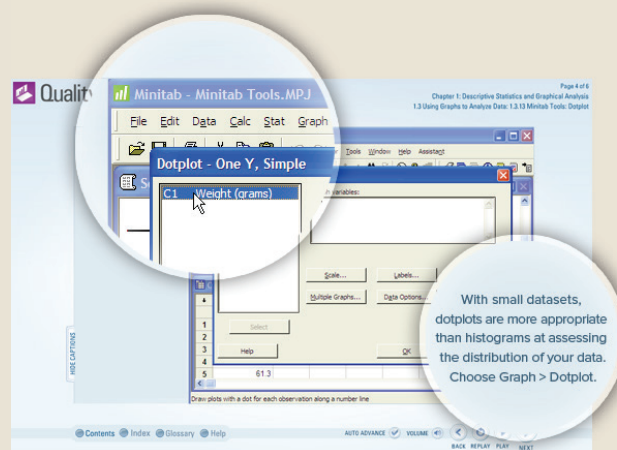 Qualit
Page 4 of 6
Chapter 1: Descriptive Statistics and Graphical Analysis
1.3 Using Graphs to Analyze Data: 1.3.13 Minitab Tools: Dotplot
Minitab - Minitab Tools.MPJ
File Edit Data Calc Stat Graph
Tools Window Help Assistant
Dotplot - One Y, Simple
C1 Weight (grams)
variables:
Scale... Labels...
Multiple Graphs... Data Options...
Select
Help OK
1
2
3
4
5 61.3
Draw plots with a dot for each observation along a number line
With small datasets,
dotplots are more appropriate
than histograms at assessing
the distribution of your data.
Choose Graph > Dotplot.
HIDE CAPTIONS
Contents Index Glossary Help AUTO ADVANCE VOLUME
BACK REPLAY PLAY NEXT